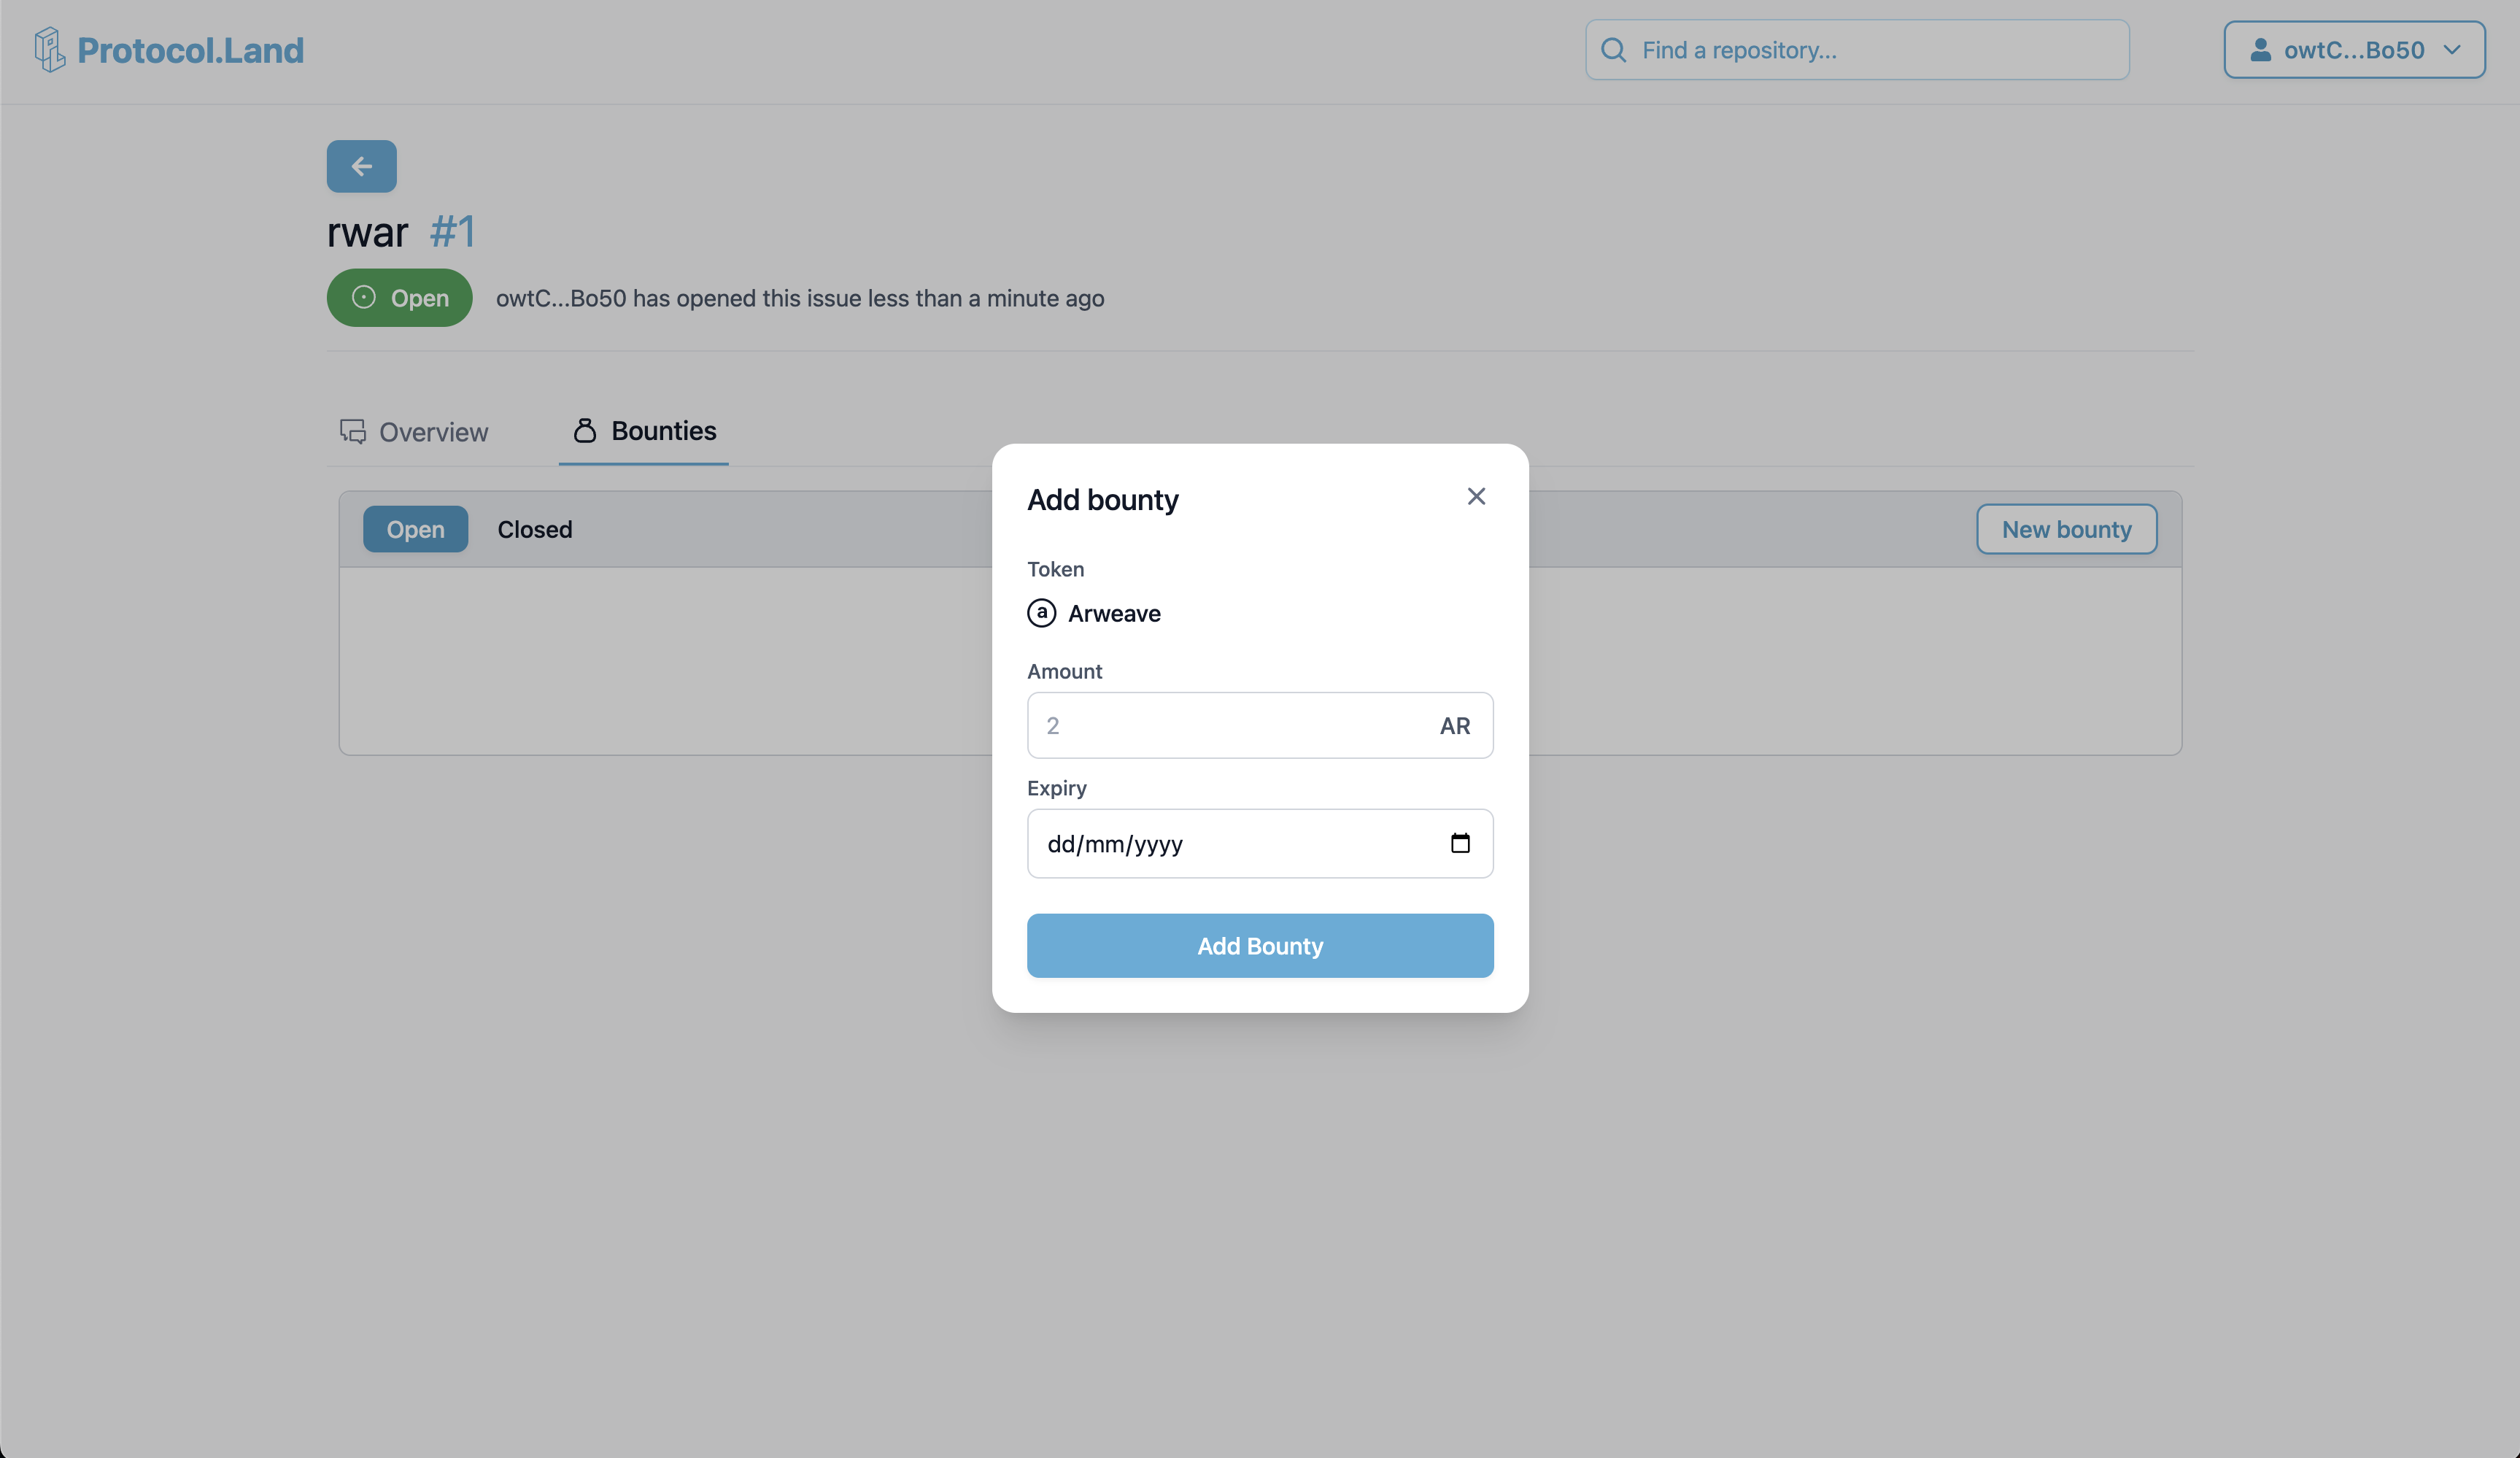 Protocol.Land
Find a repository...
owtC...Bo50
rwar #1
Open
owtC...Bo50 has opened this issue less than a minute ago
Overview
Bounties
Open
Closed
New bounty
Add bounty
Token
a Arweave
Amount
2 AR
Expiry
dd/mm/yyyy
Add Bounty